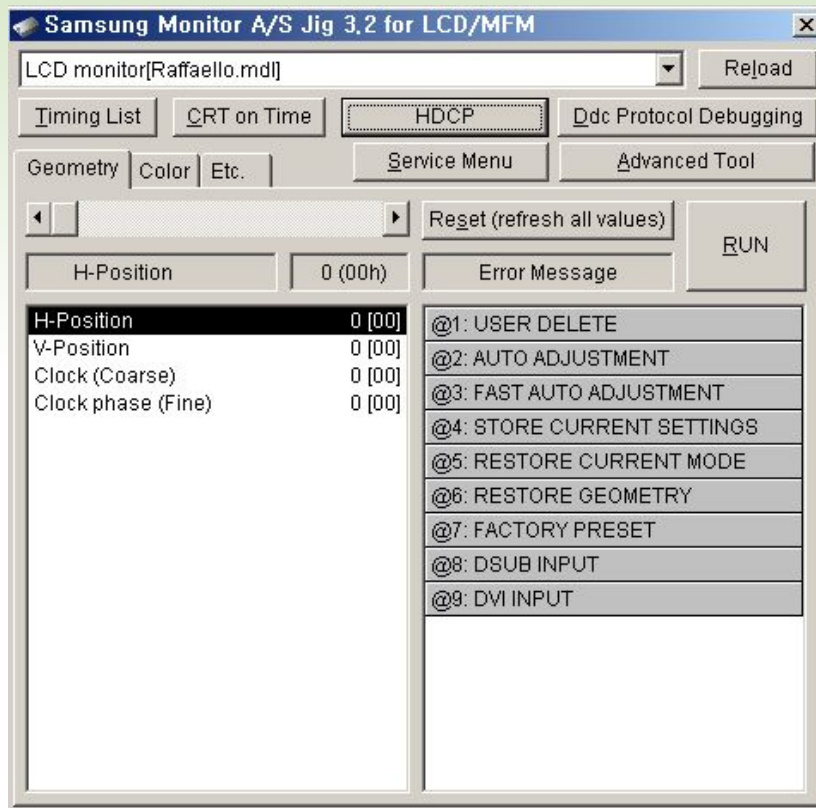 Samsung Monitor A/S Jig 3,2 for LCD/MFM
LCD monitor[Raffaello.mdl]
Reload
Timing List
CRT on Time
HDCP
Ddc Protocol Debugging
Geometry
Color
Etc.
Service Menu
Advanced Tool
Reset (refresh all values)
RUN
H-Position
0 (00h)
Error Message
H-Position 0 [00]
V-Position 0 [00]
Clock (Coarse) 0 [00]
Clock phase (Fine) 0 [00]
@1: USER DELETE
@2: AUTO ADJUSTMENT
@3: FAST AUTO ADJUSTMENT
@4: STORE CURRENT SETTINGS
@5: RESTORE CURRENT MODE
@6: RESTORE GEOMETRY
@7: FACTORY PRESET
@8: DSUB INPUT
@9: DVI INPUT